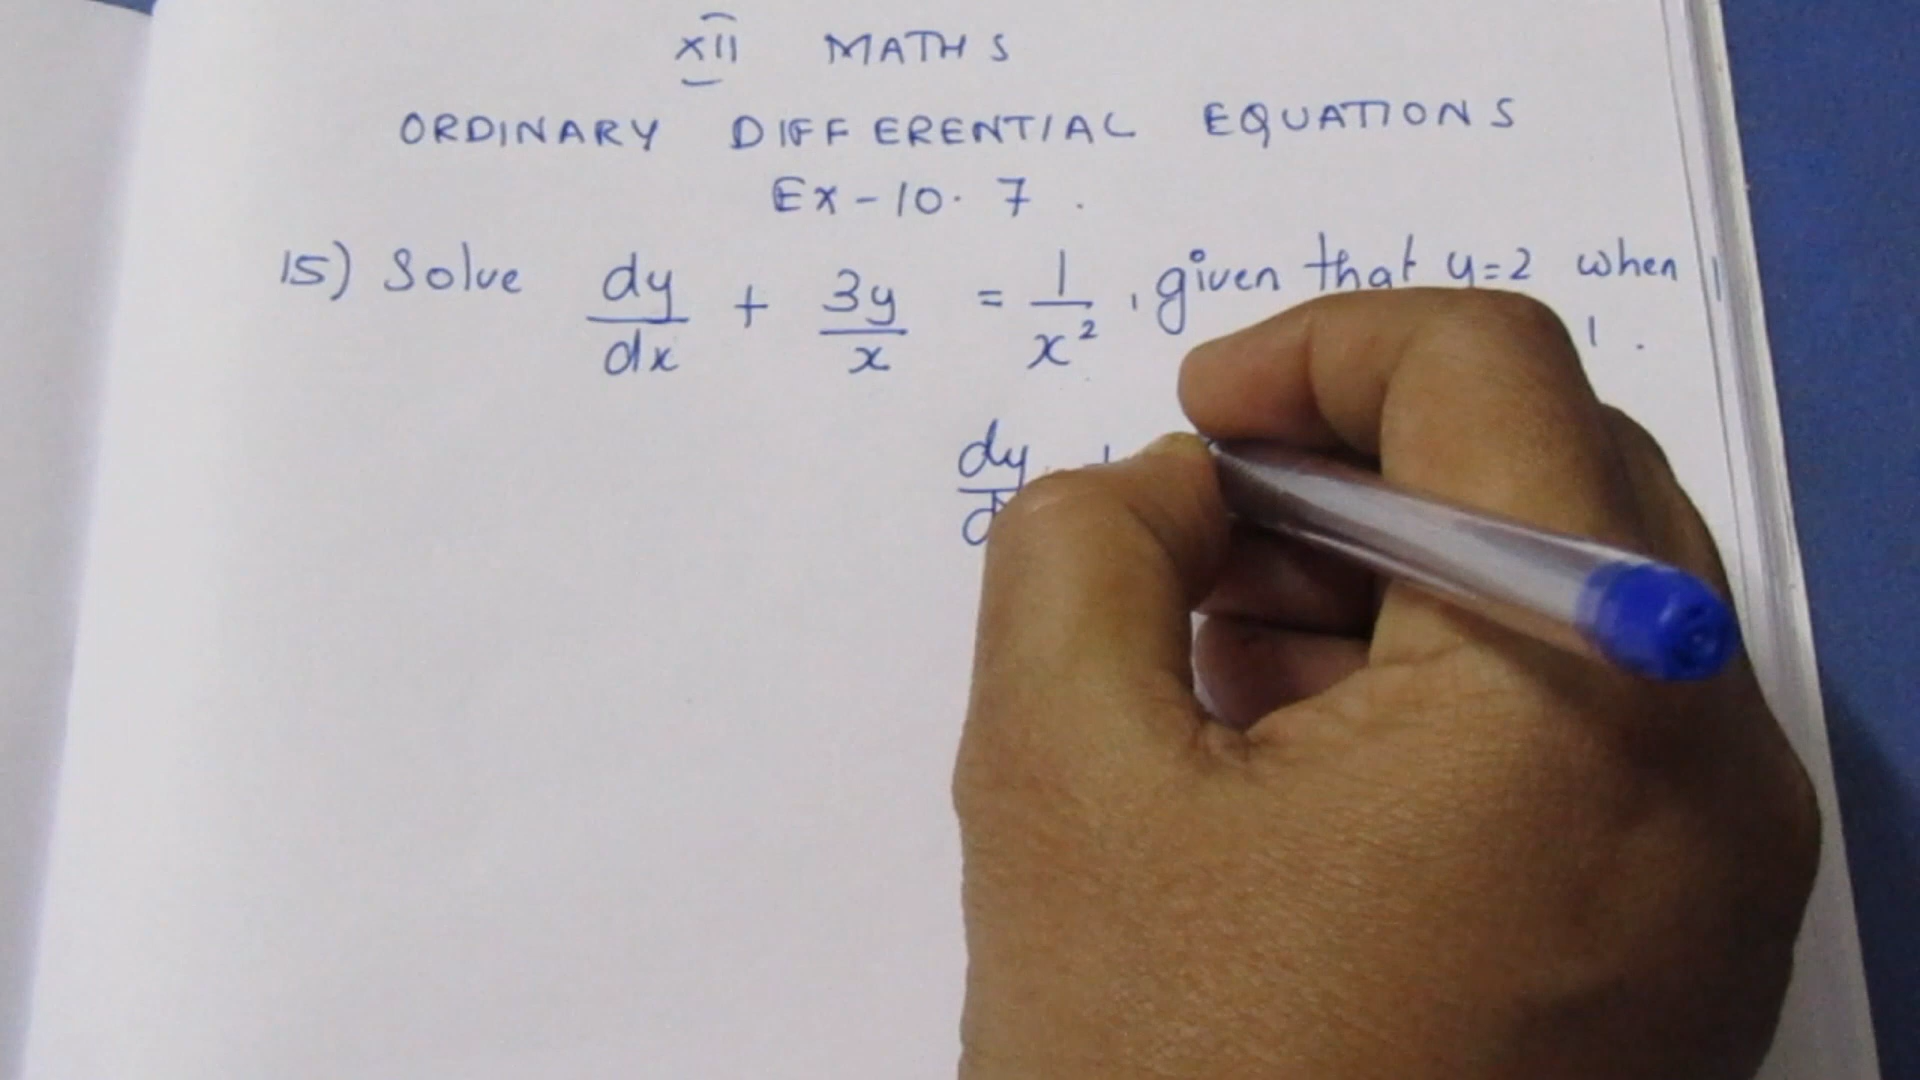 XII MATHS
ORDINARY DIFFERENTIAL EQUATIONS
Ex-10.7.
15) Solve dy/dx + 3y/x = 1/x², given that y=2 when
1.
dy/d